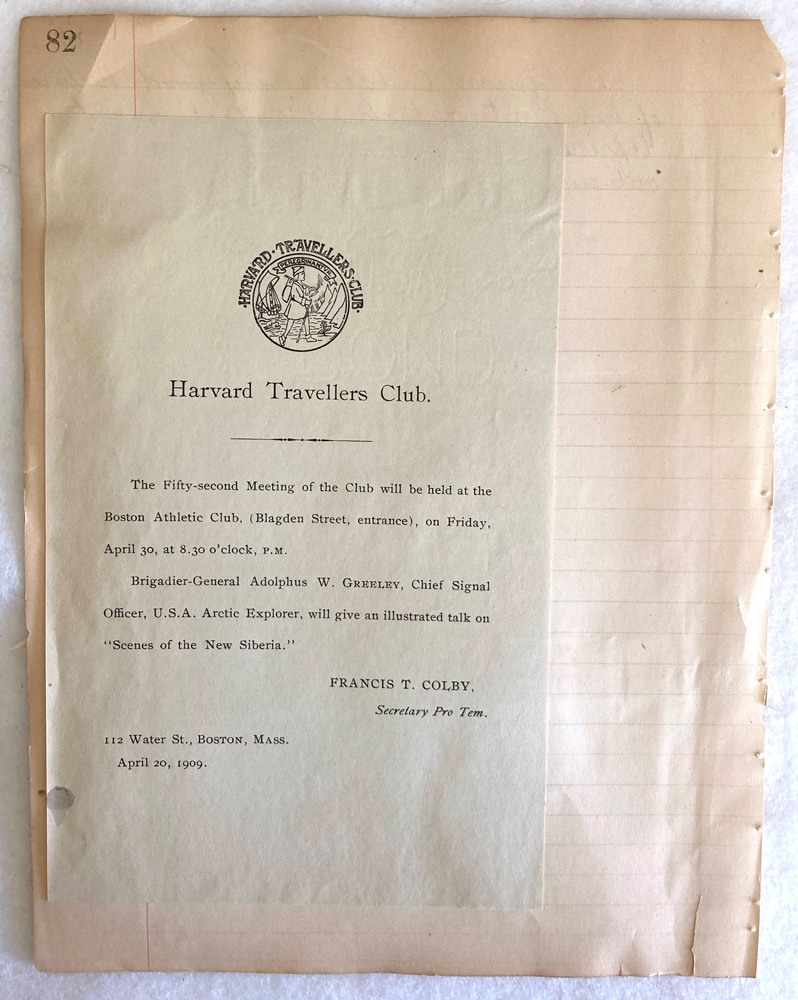 82
·HARVARD·TRAVELLERS·CLUB·
Harvard Travellers Club.
The Fifty-second Meeting of the Club will be held at the
Boston Athletic Club, (Blagden Street, entrance), on Friday,
April 30, at 8.30 o'clock, P.M.
Brigadier-General Adolphus W. GREELEY, Chief Signal
Officer, U.S.A. Arctic Explorer, will give an illustrated talk on
"Scenes of the New Siberia."
FRANCIS T. COLBY,
Secretary Pro Tem.
112 Water St., BOSTON, MASS.
April 20, 1909.